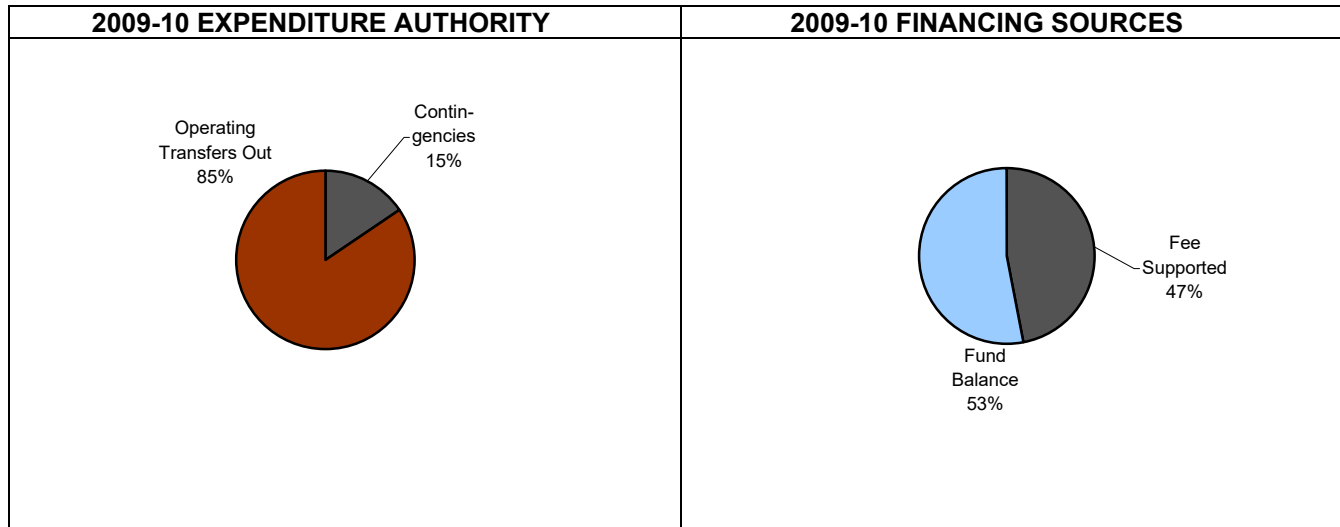 2009-10 EXPENDITURE AUTHORITY
Operating
Transfers Out
85%
Contin-
gencies
15%
2009-10 FINANCING SOURCES
Fee
Supported
47%
Fund
Balance
53%